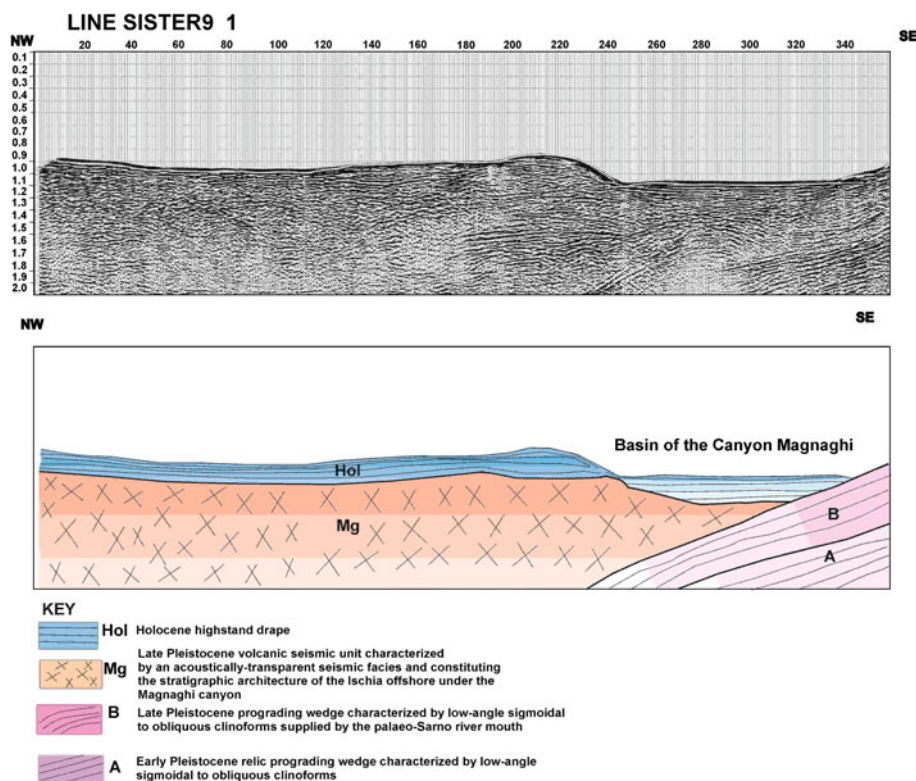 LINE SISTER9 1
NW SE
20 40 60 80 100 120 140 160 180 200 220 240 260 280 300 320 340
0.1
0.2
0.3
0.4
0.5
0.6
0.7
0.8
0.9
1.0
1.1
1.2
1.3
1.4
1.5
1.6
1.7
1.8
1.9
2.0
NW SE
Basin of the Canyon Magnaghi
Hol
Mg
B
A
KEY
Hol Holocene highstand drape
Mg Late Pleistocene volcanic seismic unit characterized
by an acoustically-transparent seismic facies and constituting
the stratigraphic architecture of the Ischia offshore under the
Magnaghi canyon
B Late Pleistocene prograding wedge characterized by low-angle sigmoidal
to obliquous clinoforms supplied by the palaeo-Sarno river mouth
A Early Pleistocene relic prograding wedge characterized by low-angle
sigmoidal to obliquous clinoforms